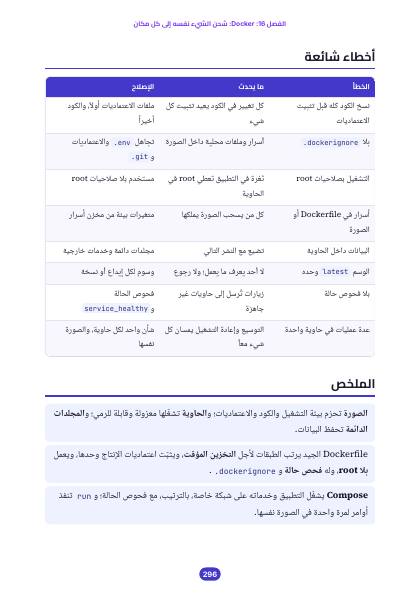 الفصل 16: Docker: شحن الشيء نفسه إلى كل مكان
أخطاء شائعة
الخطأ ما يحدث الإصلاح
نسخ الكود كله قبل تثبيت الاعتماديات كل تغيير في الكود يعيد تثبيت كل شيء ملفات الاعتماديات أولاً، والكود أخيراً
بلا .dockerignore أسرار وملفات محلية داخل الصورة تجاهل .env والاعتماديات و .git
التشغيل بصلاحيات root ثغرة في التطبيق تعطي root في الحاوية مستخدم بلا صلاحيات root
أسرار في Dockerfile أو الصورة كل من يسحب الصورة يملكها متغيرات بيئة من مخزن أسرار
البيانات داخل الحاوية تضيع مع النشر التالي مجلدات دائمة وخدمات خارجية
الوسم latest وحده لا أحد يعرف ما يعمل؛ ولا رجوع وسوم لكل إيداع أو نسخة
بلا فحوص حالة زيارات تُرسل إلى حاويات غير جاهزة فحوص الحالة و service_healthy
عدة عمليات في حاوية واحدة التوسيع وإعادة التشغيل يمسان كل شيء معاً شأن واحد لكل حاوية، والصورة نفسها
الملخص
الصورة تحزم بيئة التشغيل والكود والاعتماديات؛ والحاوية تشغّلها معزولة وقابلة للرمي؛ والمجلدات
الدائمة تحفظ البيانات.
Dockerfile الجيد يرتب الطبقات لأجل التخزين المؤقت، ويثبّت اعتماديات الإنتاج وحدها، ويعمل
بلا root، وله فحص حالة و .dockerignore .
Compose يشغّل التطبيق وخدماته على شبكة خاصة، بالترتيب، مع فحوص الحالة؛ و run تنفذ
أوامر لمرة واحدة في الصورة نفسها.
296